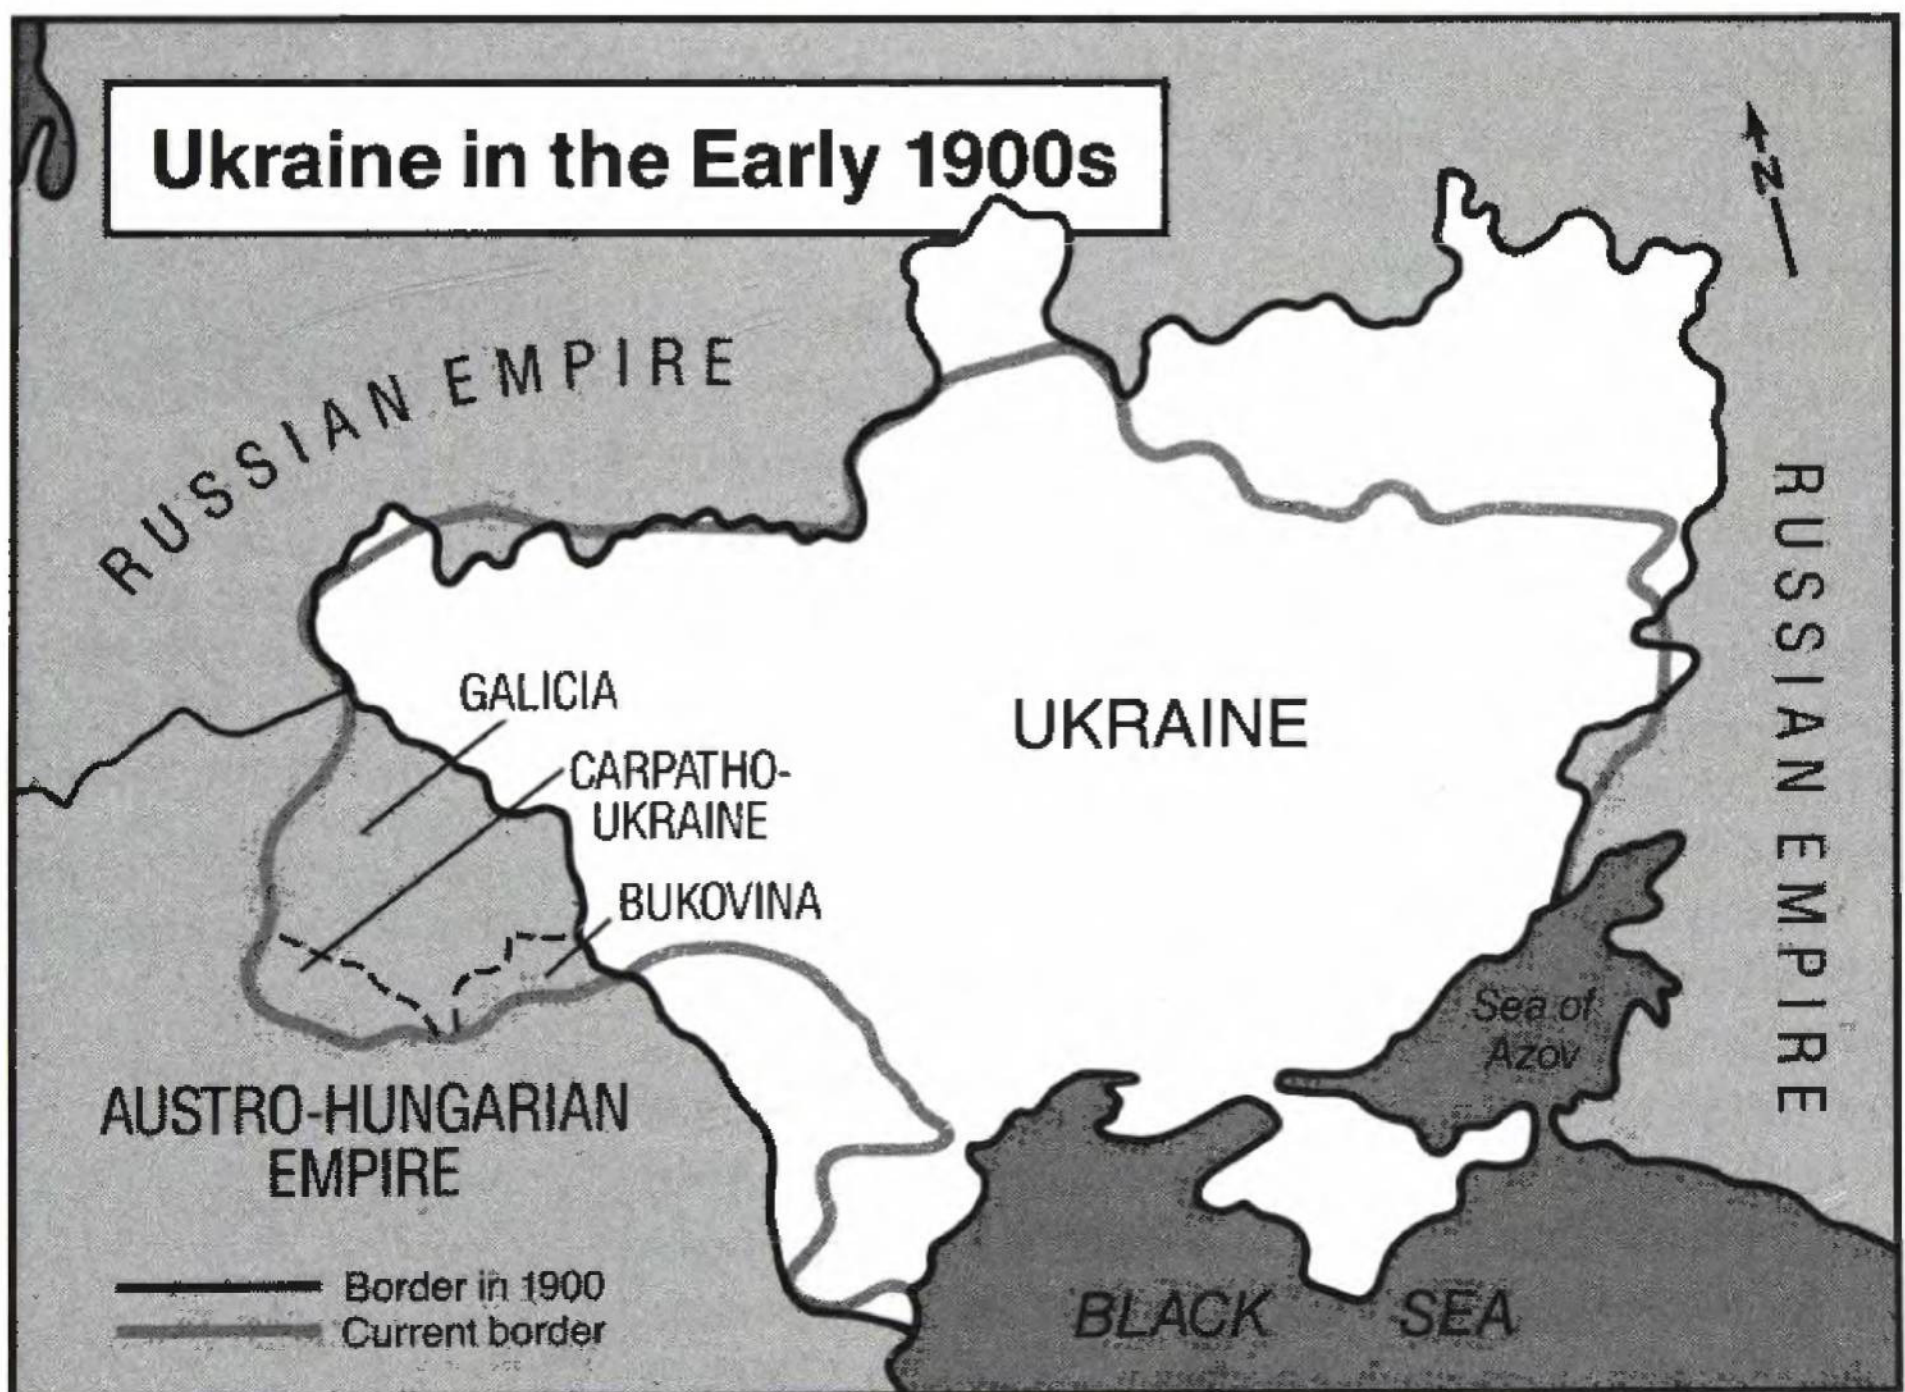 Ukraine in the Early 1900s
N
RUSSIAN EMPIRE
RUSSIAN EMPIRE
GALICIA
CARPATHO-
UKRAINE
BUKOVINA
UKRAINE
Sea of
Azov
AUSTRO-HUNGARIAN
EMPIRE
Border in 1900
Current border
BLACK SEA